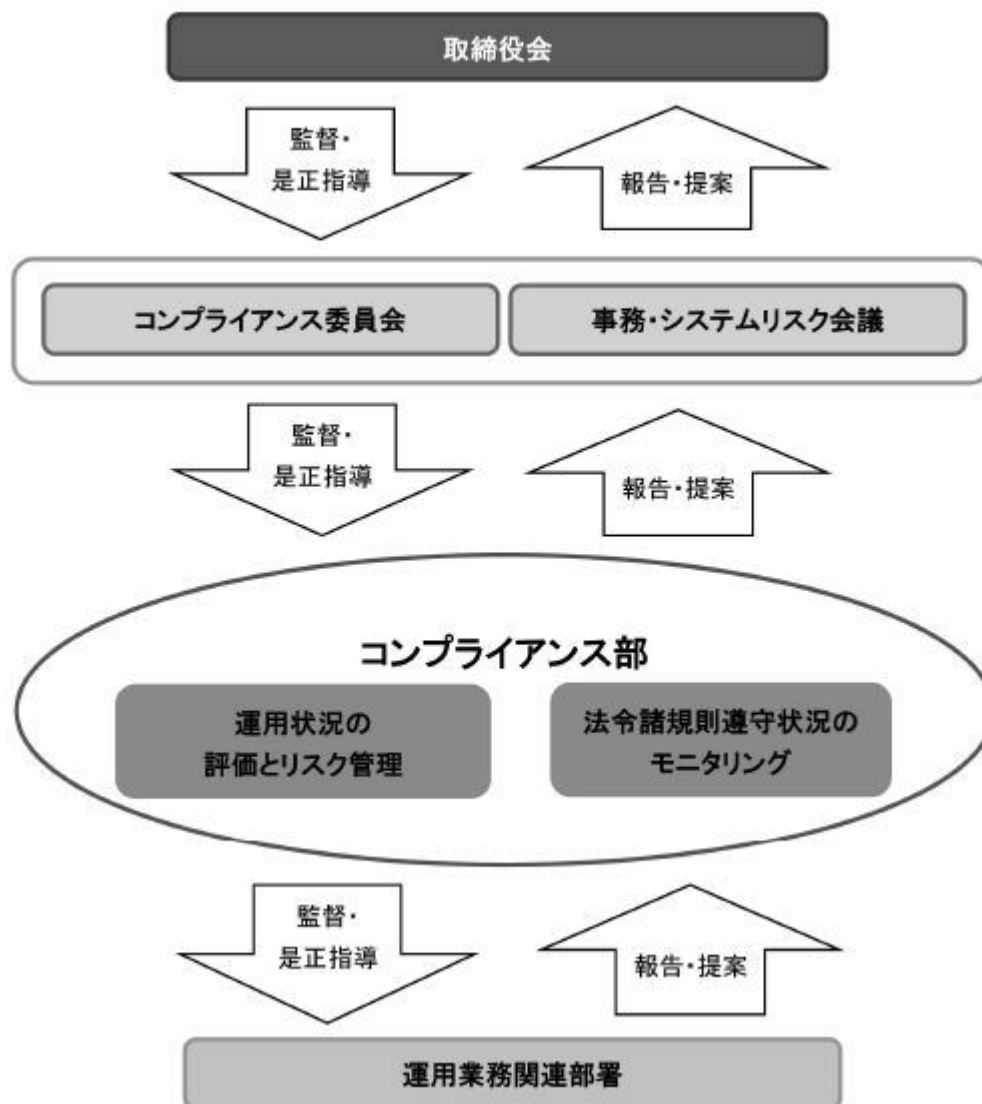 取締役会
監督・
是正指導
報告・提案
コンプライアンス委員会
事務・システムリスク会議
監督・
是正指導
報告・提案
コンプライアンス部
運用状況の
評価とリスク管理
法令諸規則遵守状況の
モニタリング
監督・
是正指導
報告・提案
運用業務関連部署